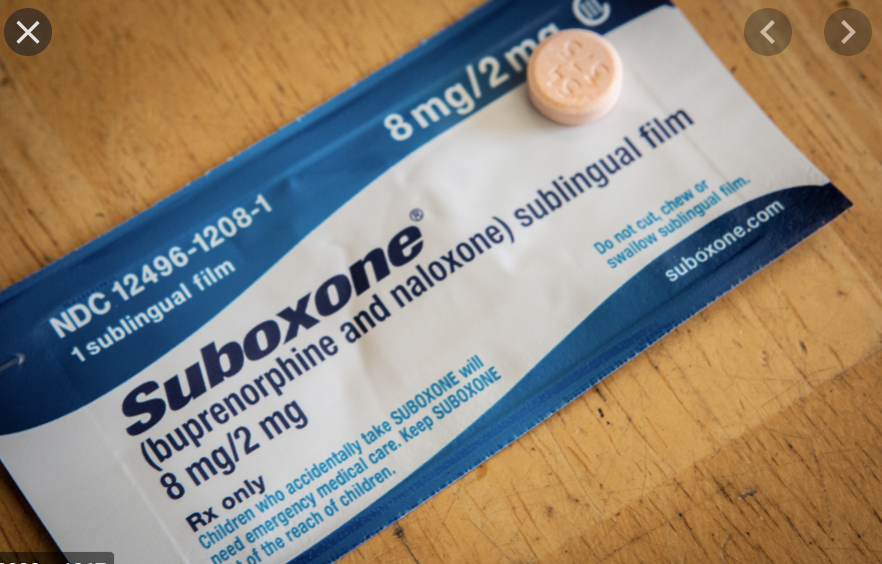 8 mg/2 mg
NDC 12496-1208-1
1 sublingual film
Suboxone®
(buprenorphine and naloxone) sublingual film
8 mg/2 mg
Rx only
Children who accidentally take SUBOXONE will
need emergency medical care. Keep SUBOXONE
of the reach of children.
Do not cut, chew or
swallow sublingual film.
suboxone.com